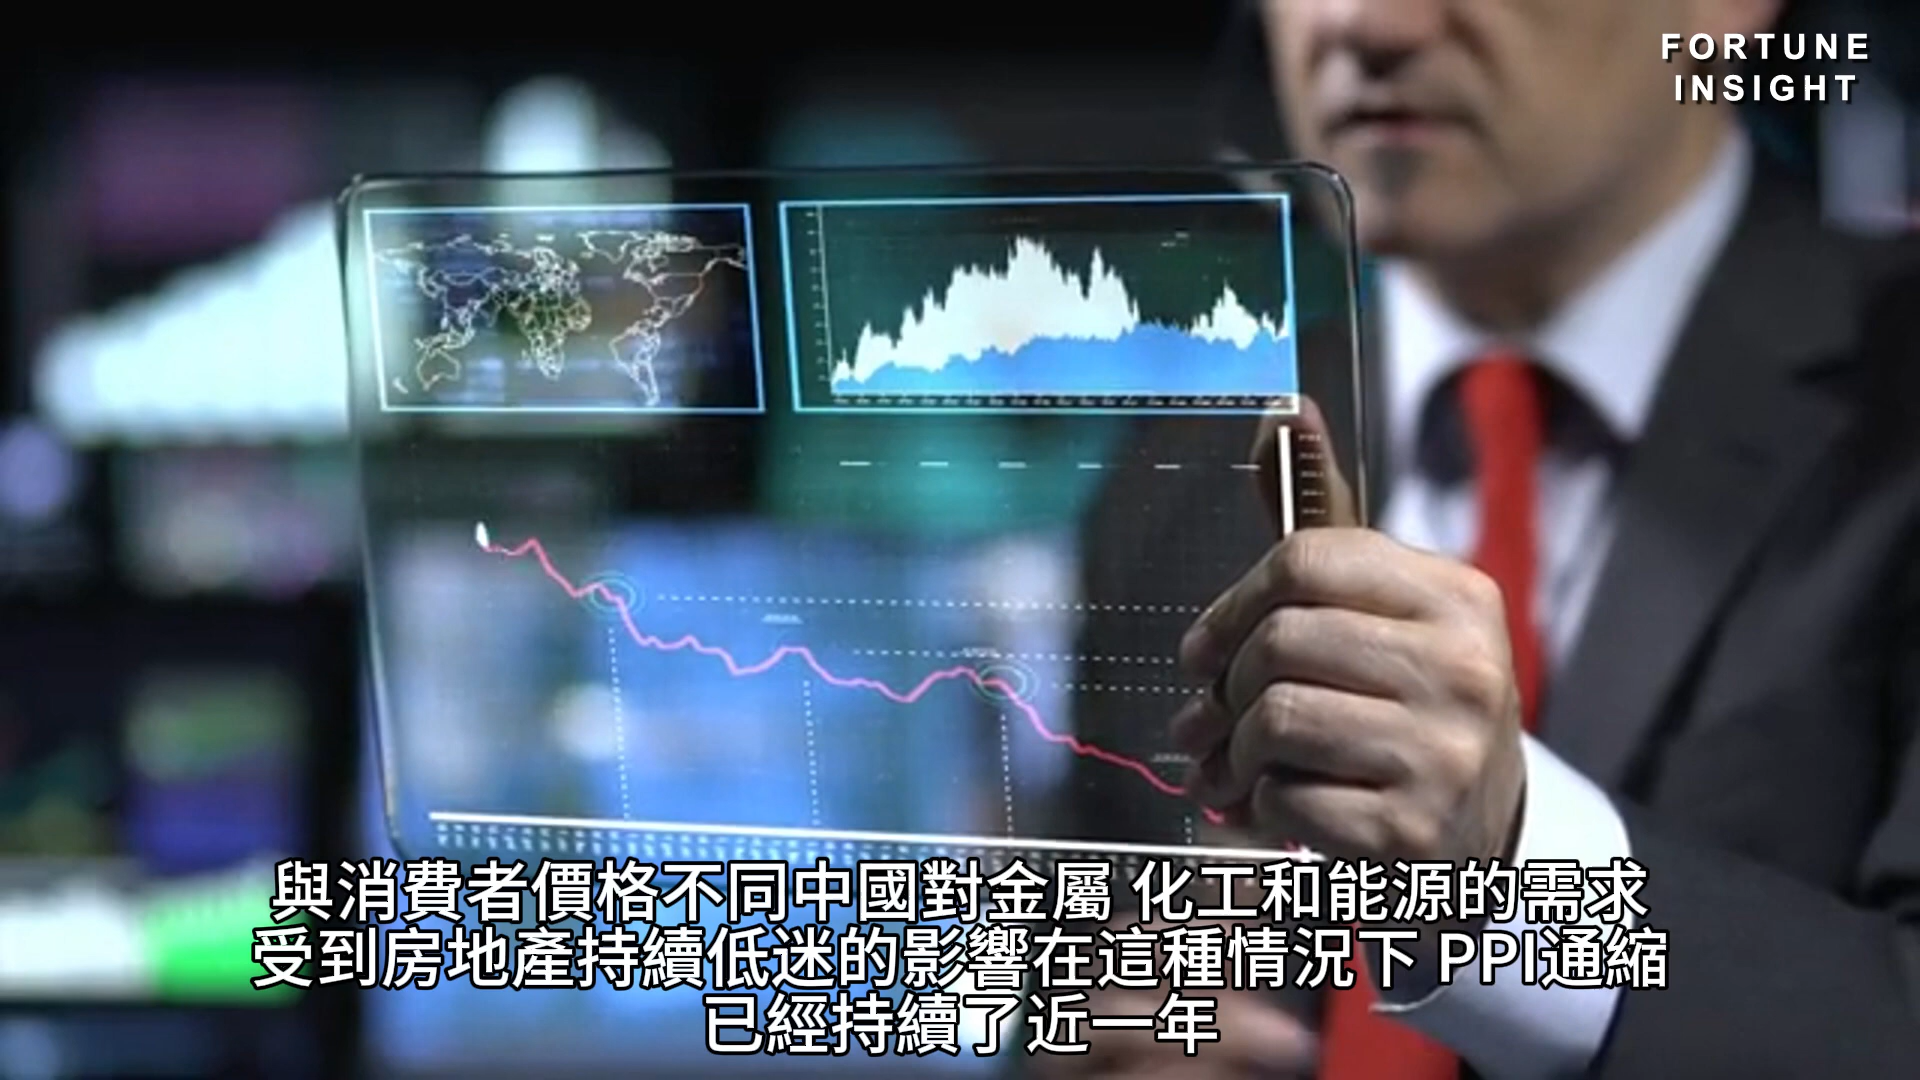 FORTUNE
INSIGHT
與消費者價格不同中國對金屬 化工和能源的需求
受到房地產持續低迷的影響在這種情況下 PPI通縮
已經持續了近一年